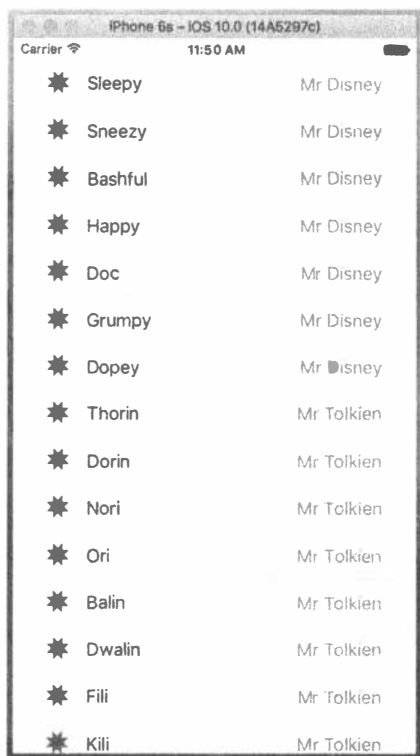 iPhone 6s – iOS 10.0 (14A5297c)
Carrier 11:50 AM
Sleepy Mr Disney
Sneezy Mr Disney
Bashful Mr Disney
Happy Mr Disney
Doc Mr Disney
Grumpy Mr Disney
Dopey Mr Disney
Thorin Mr Tolkien
Dorin Mr Tolkien
Nori Mr Tolkien
Ori Mr Tolkien
Balin Mr Tolkien
Dwalin Mr Tolkien
Fili Mr Tolkien
Kili Mr Tolkien